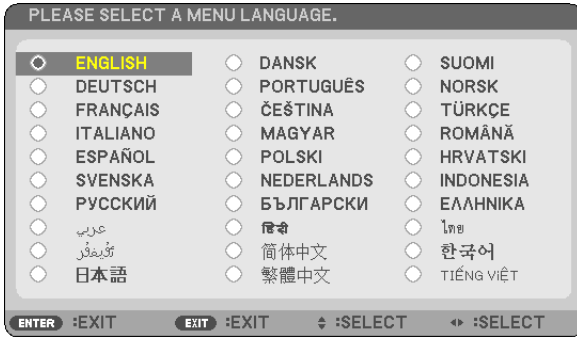 PLEASE SELECT A MENU LANGUAGE.
ENGLISH DANSK SUOMI
DEUTSCH PORTUGUÊS NORSK
FRANÇAIS ČEŠTINA TÜRKÇE
ITALIANO MAGYAR ROMÂNĂ
ESPAÑOL POLSKI HRVATSKI
SVENSKA NEDERLANDS INDONESIA
РУССКИЙ БЪЛГАРСКИ ΕΛΛΗΝΙΚΑ
عربي हिन्दी ไทย
简体中文 한국어
日本語 繁體中文 TIẾNG VIỆT
ENTER :EXIT EXIT :EXIT :SELECT :SELECT